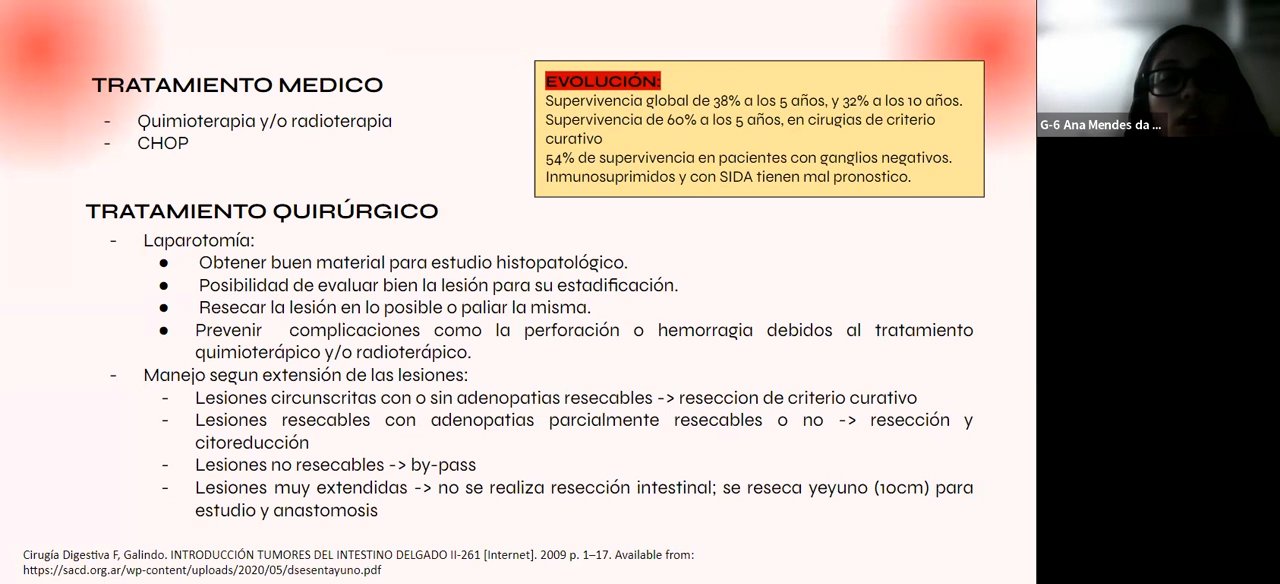 TRATAMIENTO MEDICO
- Quimioterapia y/o radioterapia
- CHOP
EVOLUCIÓN:
Supervivencia global de 38% a los 5 años, y 32% a los 10 años.
Supervivencia de 60% a los 5 años, en cirugias de criterio
curativo
54% de supervivencia en pacientes con ganglios negativos.
Inmunosuprimidos y con SIDA tienen mal pronostico.
TRATAMIENTO QUIRÚRGICO
- Laparotomía:
● Obtener buen material para estudio histopatológico.
● Posibilidad de evaluar bien la lesión para su estadificación.
● Resecar la lesión en lo posible o paliar la misma.
● Prevenir complicaciones como la perforación o hemorragia debidos al tratamiento
quimioterápico y/o radioterápico.
- Manejo segun extensión de las lesiones:
- Lesiones circunscritas con o sin adenopatias resecables -> reseccion de criterio curativo
- Lesiones resecables con adenopatias parcialmente resecables o no -> resección y
citoreducción
- Lesiones no resecables -> by-pass
- Lesiones muy extendidas -> no se realiza resección intestinal; se reseca yeyuno (10cm) para
estudio y anastomosis
Cirugía Digestiva F, Galindo. INTRODUCCIÓN TUMORES DEL INTESTINO DELGADO II-261 [Internet]. 2009 p. 1–17. Available from:
https://sacd.org.ar/wp-content/uploads/2020/05/dsesentayuno.pdf
G-6 Ana Mendes da ...